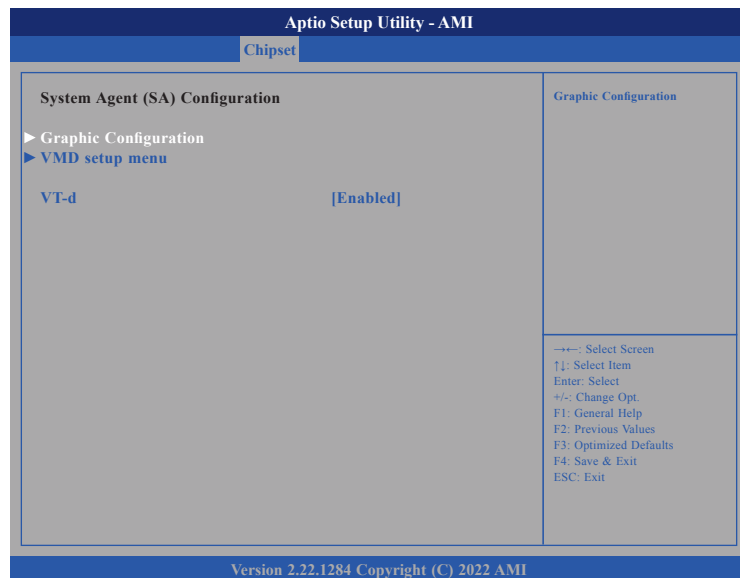 Aptio Setup Utility - AMI
Chipset
System Agent (SA) Configuration
► Graphic Configuration
► VMD setup menu
VT-d [Enabled]
Graphic Configuration
→←: Select Screen
↑↓: Select Item
Enter: Select
+/-: Change Opt.
F1: General Help
F2: Previous Values
F3: Optimized Defaults
F4: Save & Exit
ESC: Exit
Version 2.22.1284 Copyright (C) 2022 AMI